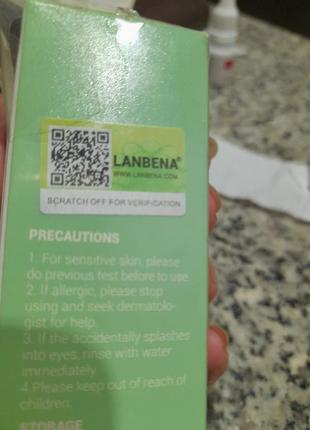 LANBENA®
WWW.LANBENA.COM
SCRATCH OFF FOR VERIFICATION
PRECAUTIONS
1. For sensitive skin, please
do previous test before to use
2. If allergic, please stop
using and seek dermatolo-
gist for help.
3. If the accidentally splashes
into eyes, rinse with water
immediately.
4 Please keep out of reach of
children.
STORAGE